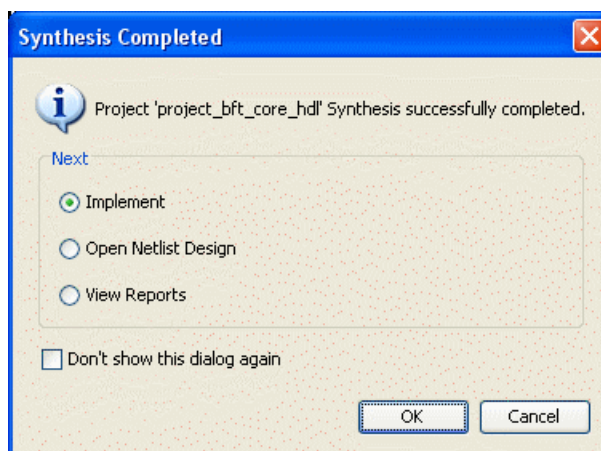 Synthesis Completed
Project 'project_bft_core_hdl' Synthesis successfully completed.
Next
Implement
Open Netlist Design
View Reports
Don't show this dialog again
OK
Cancel